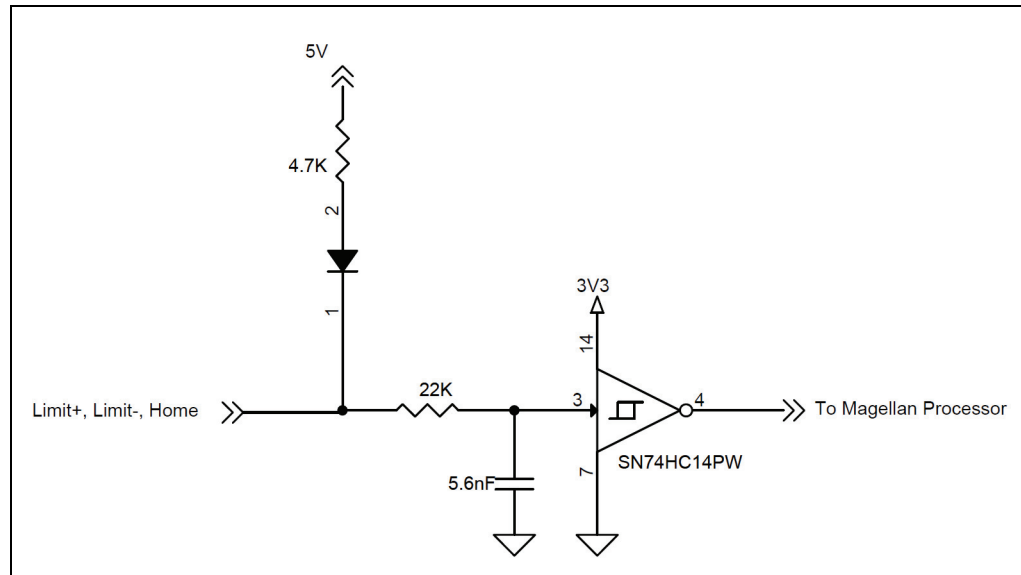 5V
4.7K
2
1
3V3
14
Limit+, Limit-, Home
22K
3
4
To Magellan Processor
7
SN74HC14PW
5.6nF